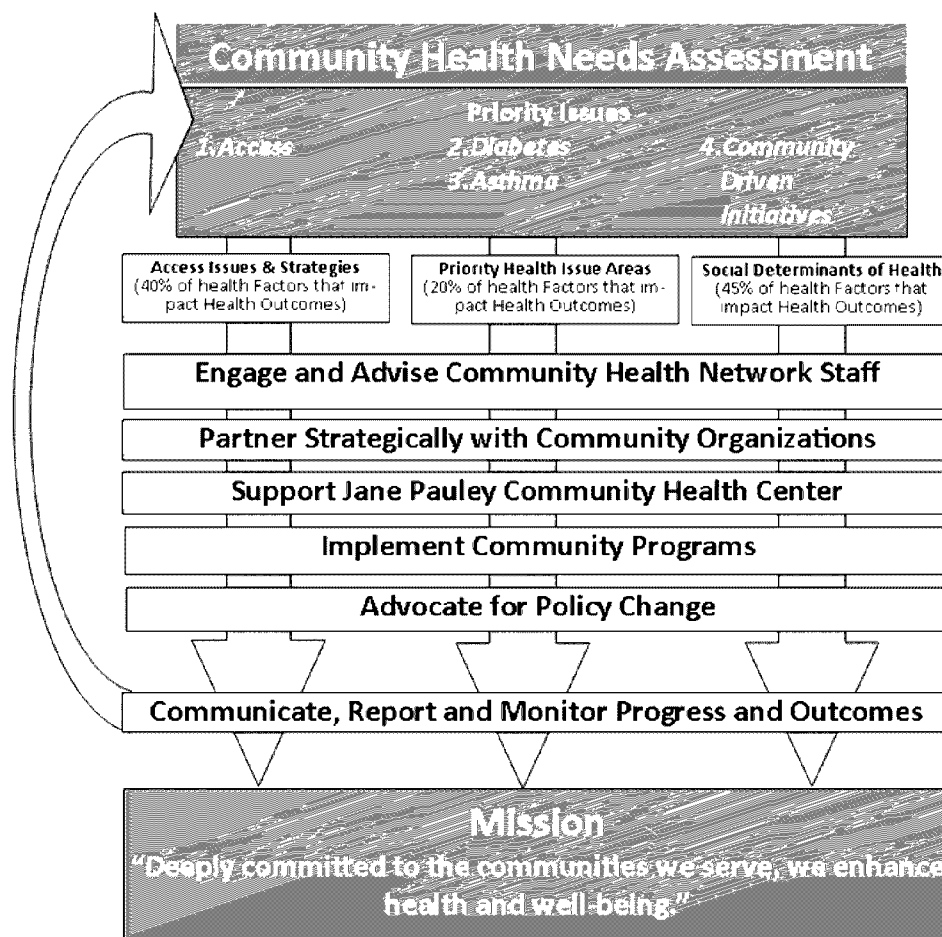 Community Health Needs Assessment
Priority Issues
1.Access
2.Diabetes
3.Asthma
4.Community
Driven
Initiatives
Access Issues & Strategies
(40% of health Factors that im-
pact Health Outcomes)
Priority Health Issue Areas
(20% of health Factors that im-
pact Health Outcomes)
Social Determinants of Health
(45% of health Factors that
impact Health Outcomes)
Engage and Advise Community Health Network Staff
Partner Strategically with Community Organizations
Support Jane Pauley Community Health Center
Implement Community Programs
Advocate for Policy Change
Communicate, Report and Monitor Progress and Outcomes
Mission
“Deeply committed to the communities we serve, we enhance
health and well-being.”